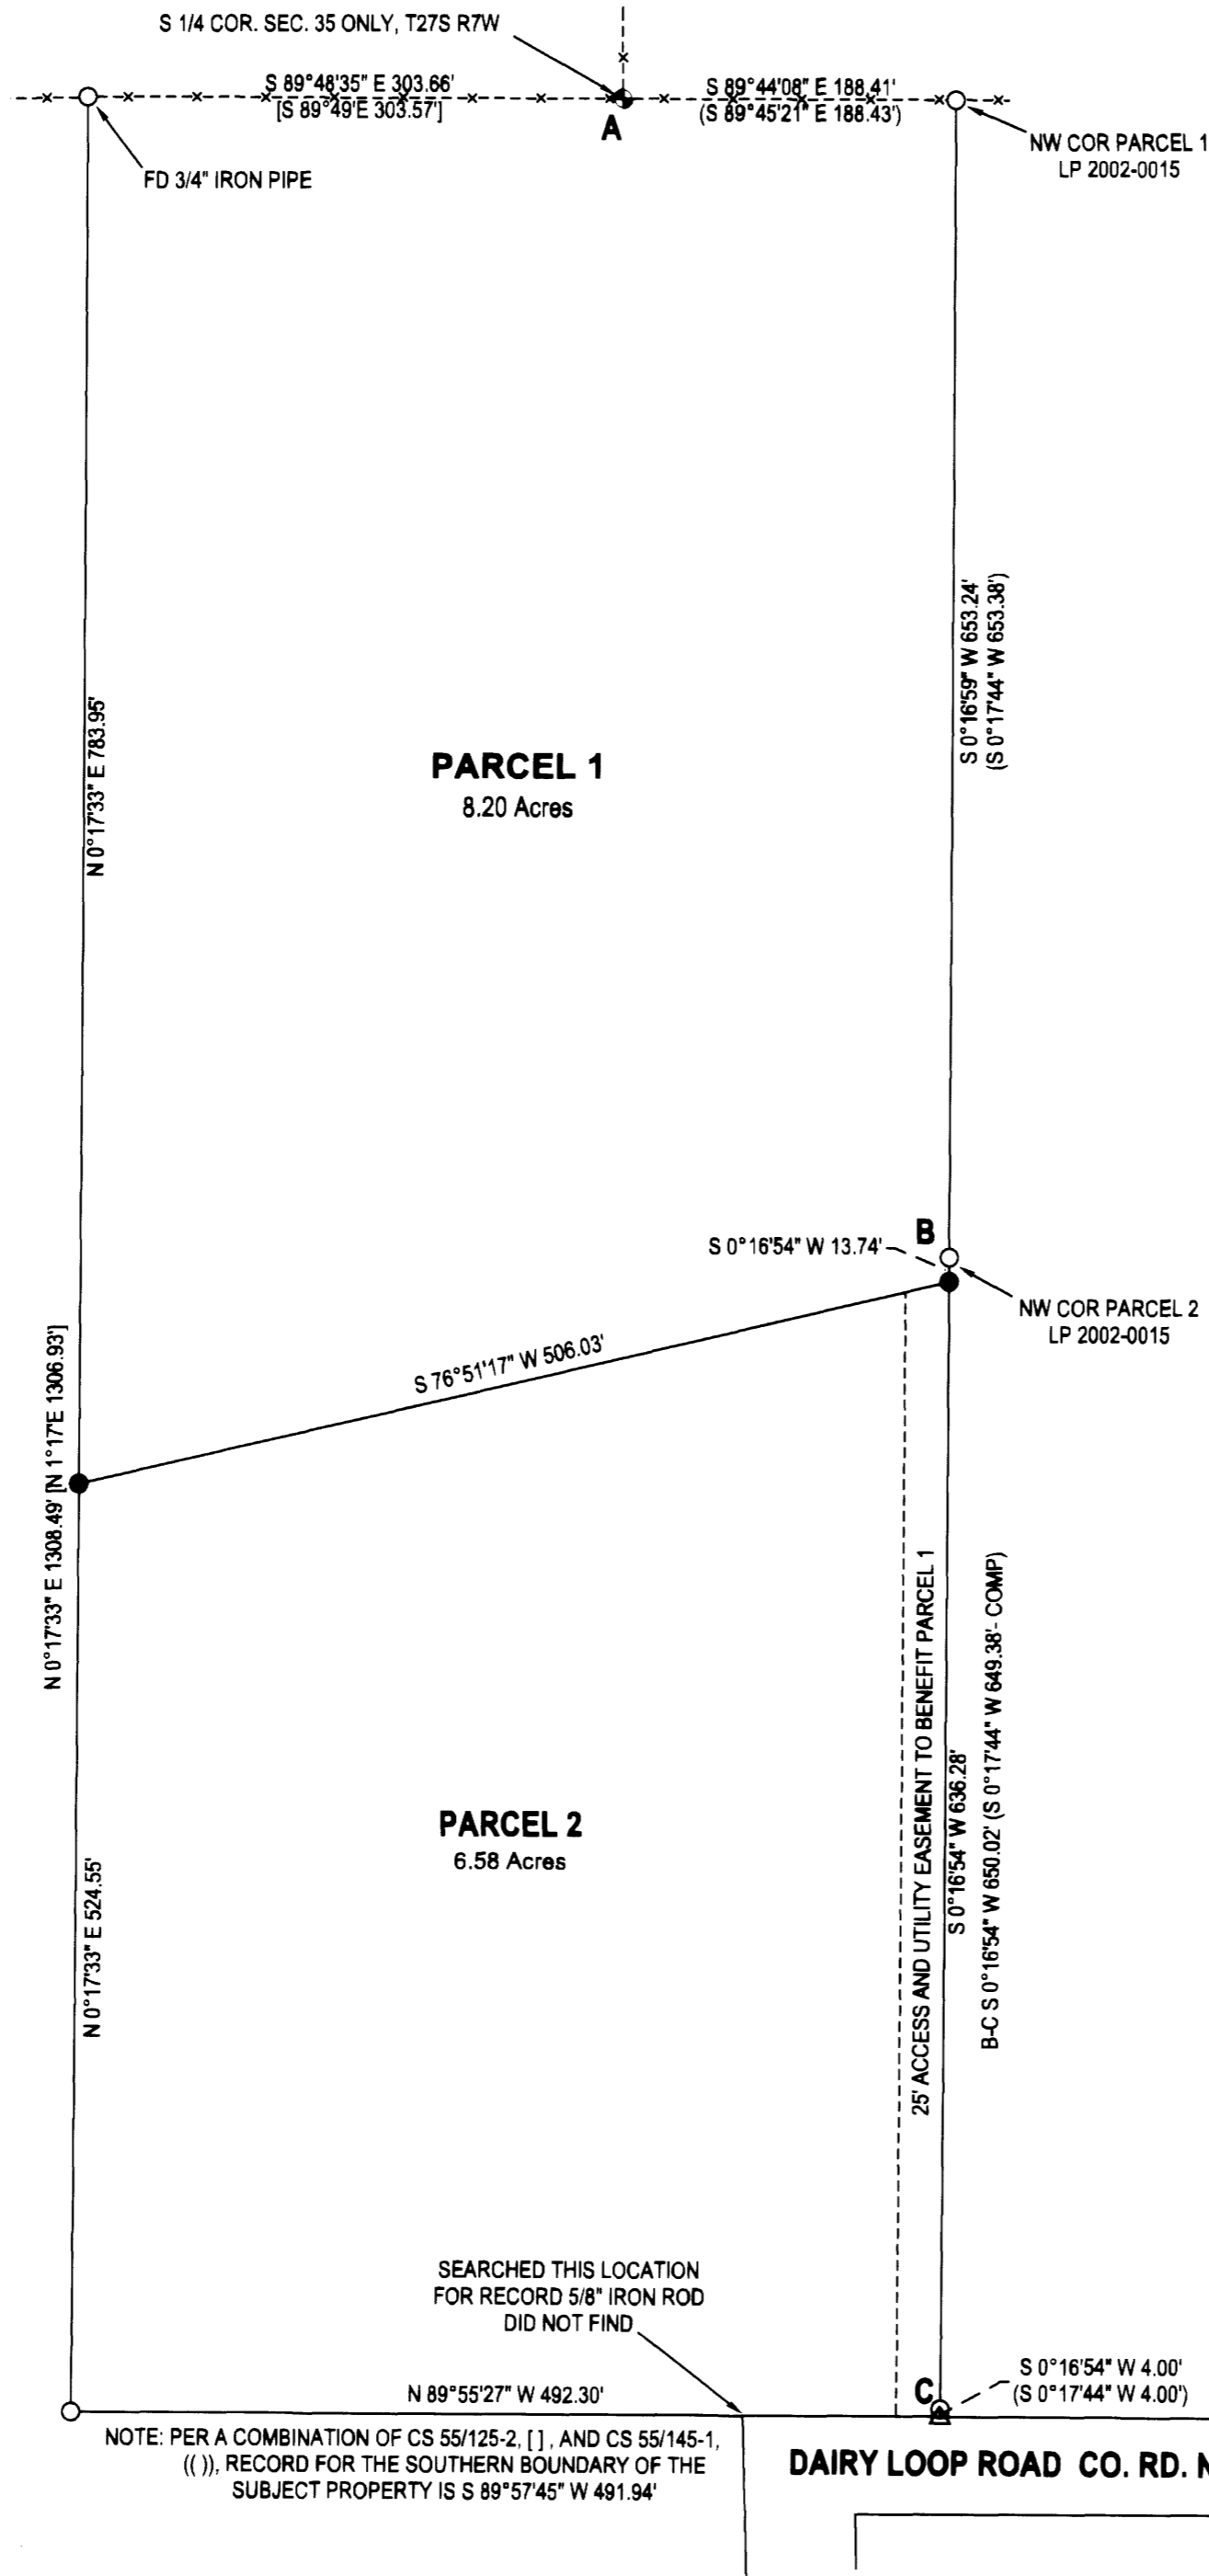 S 1/4 COR. SEC. 35 ONLY, T27S R7W
S 89°48'35" E 303.66'
[S 89°49'E 303.57']
S 89°44'08" E 188.41'
(S 89°45'21" E 188.43')
A
NW COR PARCEL 1
LP 2002-0015
FD 3/4" IRON PIPE
S 0°16'59" W 653.24'
(S 0°17'44" W 653.38')
N 0°17'33" E 783.95'
PARCEL 1
8.20 Acres
B
S 0°16'54" W 13.74'
NW COR PARCEL 2
LP 2002-0015
S 76°51'17" W 506.03'
N 0°17'33" E 1308.49' [N 1°17'E 1306.93']
25' ACCESS AND UTILITY EASEMENT TO BENEFIT PARCEL 1
S 0°16'54" W 636.28'
B-C S 0°16'54" W 650.02' (S 0°17'44" W 649.38'- COMP)
PARCEL 2
6.58 Acres
N 0°17'33" E 524.55'
SEARCHED THIS LOCATION
FOR RECORD 5/8" IRON ROD
DID NOT FIND
C
S 0°16'54" W 4.00'
(S 0°17'44" W 4.00')
N 89°55'27" W 492.30'
NOTE: PER A COMBINATION OF CS 55/125-2, [ ], AND CS 55/145-1,
(( )), RECORD FOR THE SOUTHERN BOUNDARY OF THE
SUBJECT PROPERTY IS S 89°57'45" W 491.94'
DAIRY LOOP ROAD CO. RD.